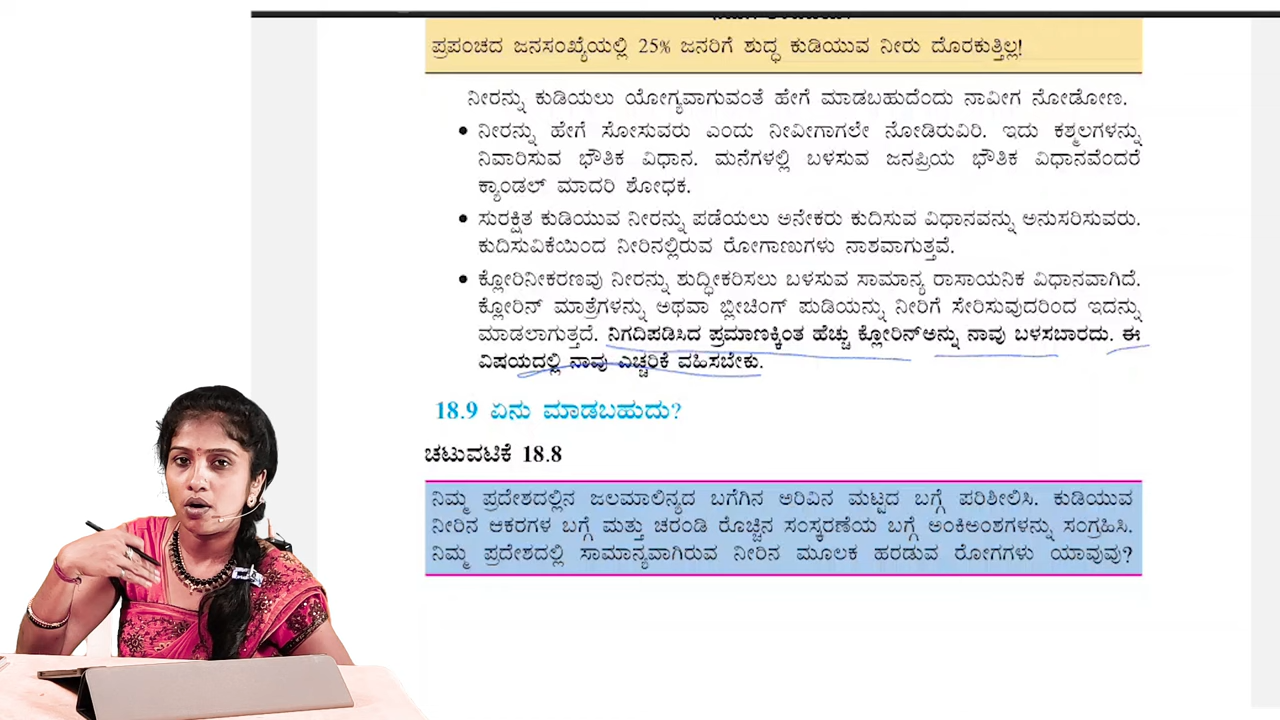 ಪ್ರಪಂಚದ ಜನಸಂಖ್ಯೆಯಲ್ಲಿ 25% ಜನರಿಗೆ ಶುದ್ಧ ಕುಡಿಯುವ ನೀರು ದೊರಕುತ್ತಿಲ್ಲ!
ನೀರನ್ನು ಕುಡಿಯಲು ಯೋಗ್ಯವಾಗುವಂತೆ ಹೇಗೆ ಮಾಡಬಹುದೆಂದು ನಾವೀಗ ನೋಡೋಣ.
• ನೀರನ್ನು ಹೇಗೆ ಸೋಸುವರು ಎಂದು ನೀವೀಗಾಗಲೇ ನೋಡಿರುವಿರಿ. ಇದು ಕಶ್ಮಲಗಳನ್ನು
ನಿವಾರಿಸುವ ಭೌತಿಕ ವಿಧಾನ. ಮನೆಗಳಲ್ಲಿ ಬಳಸುವ ಜನಪ್ರಿಯ ಭೌತಿಕ ವಿಧಾನವೆಂದರೆ
ಕ್ಯಾಂಡಲ್ ಮಾದರಿ ಶೋಧಕ.
• ಸುರಕ್ಷಿತ ಕುಡಿಯುವ ನೀರನ್ನು ಪಡೆಯಲು ಅನೇಕರು ಕುದಿಸುವ ವಿಧಾನವನ್ನು ಅನುಸರಿಸುವರು.
ಕುದಿಸುವಿಕೆಯಿಂದ ನೀರಿನಲ್ಲಿರುವ ರೋಗಾಣುಗಳು ನಾಶವಾಗುತ್ತವೆ.
• ಕ್ಲೋರಿನೀಕರಣವು ನೀರನ್ನು ಶುದ್ಧೀಕರಿಸಲು ಬಳಸುವ ಸಾಮಾನ್ಯ ರಾಸಾಯನಿಕ ವಿಧಾನವಾಗಿದೆ.
ಕ್ಲೋರಿನ್ ಮಾತ್ರೆಗಳನ್ನು ಅಥವಾ ಬ್ಲೀಚಿಂಗ್ ಪುಡಿಯನ್ನು ನೀರಿಗೆ ಸೇರಿಸುವುದರಿಂದ ಇದನ್ನು
ಮಾಡಲಾಗುತ್ತದೆ. ನಿಗದಿಪಡಿಸಿದ ಪ್ರಮಾಣಕ್ಕಿಂತ ಹೆಚ್ಚು ಕ್ಲೋರಿನ್‌ಅನ್ನು ನಾವು ಬಳಸಬಾರದು. ಈ
ವಿಷಯದಲ್ಲಿ ನಾವು ಎಚ್ಚರಿಕೆ ವಹಿಸಬೇಕು.
18.9 ಏನು ಮಾಡಬಹುದು?
ಚಟುವಟಿಕೆ 18.8
ನಿಮ್ಮ ಪ್ರದೇಶದಲ್ಲಿನ ಜಲಮಾಲಿನ್ಯದ ಬಗೆಗಿನ ಅರಿವಿನ ಮಟ್ಟದ ಬಗ್ಗೆ ಪರಿಶೀಲಿಸಿ. ಕುಡಿಯುವ
ನೀರಿನ ಆಕರಗಳ ಬಗ್ಗೆ ಮತ್ತು ಚರಂಡಿ ರೊಚ್ಚಿನ ಸಂಸ್ಕರಣೆಯ ಬಗ್ಗೆ ಅಂಕಿಅಂಶಗಳನ್ನು ಸಂಗ್ರಹಿಸಿ.
ನಿಮ್ಮ ಪ್ರದೇಶದಲ್ಲಿ ಸಾಮಾನ್ಯವಾಗಿರುವ ನೀರಿನ ಮೂಲಕ ಹರಡುವ ರೋಗಗಳು ಯಾವುವು?